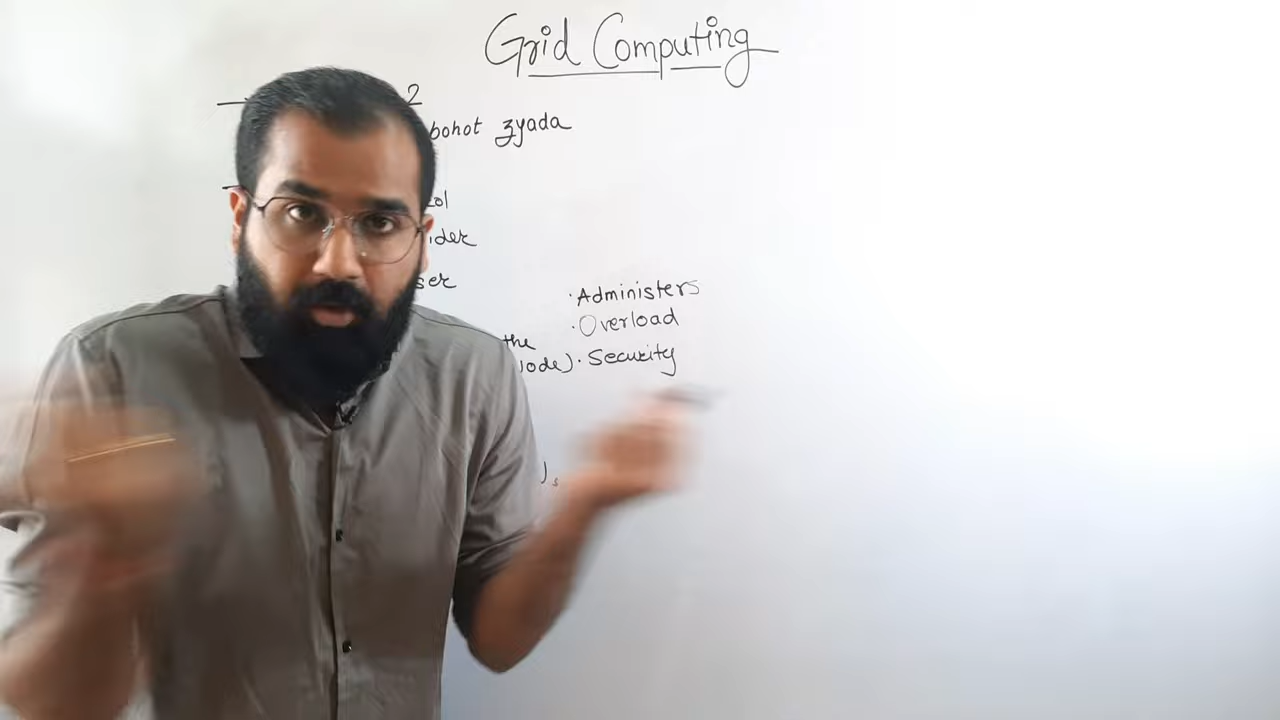 Grid Computing
2
bohot zyada
ol
ider
ser
·Administers
·Overload
the
ode) · Security